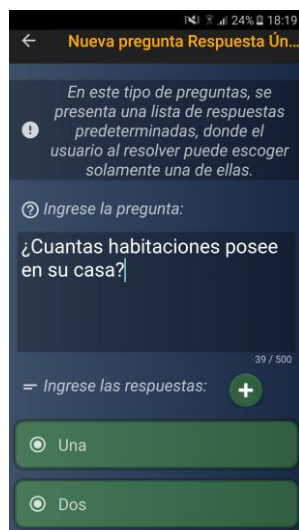 24% 18:19
Nueva pregunta Respuesta Ún...
En este tipo de preguntas, se
presenta una lista de respuestas
predeterminadas, donde el
usuario al resolver puede escoger
solamente una de ellas.
Ingrese la pregunta:
¿Cuantas habitaciones posee
en su casa?
39 / 500
Ingrese las respuestas:
Una
Dos